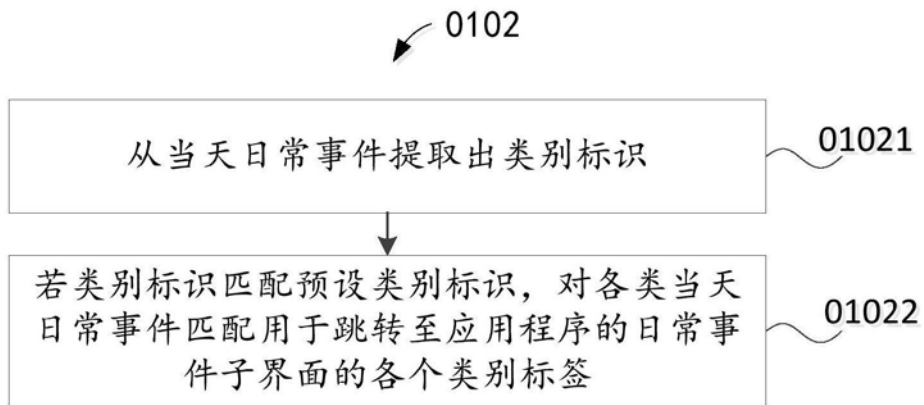 0102
从当天日常事件提取出类别标识
01021
若类别标识匹配预设类别标识，对各类当天
日常事件匹配用于跳转至应用程序的日常事
件子界面的各个类别标签
01022